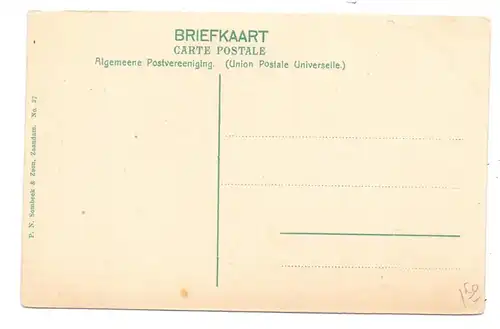 BRIEFKAART
CARTE POSTALE
Algemeene Postvereeniging. (Union Postale Universelle.)
P. N. Sombeek & Zoon, Zaandam. No. 27